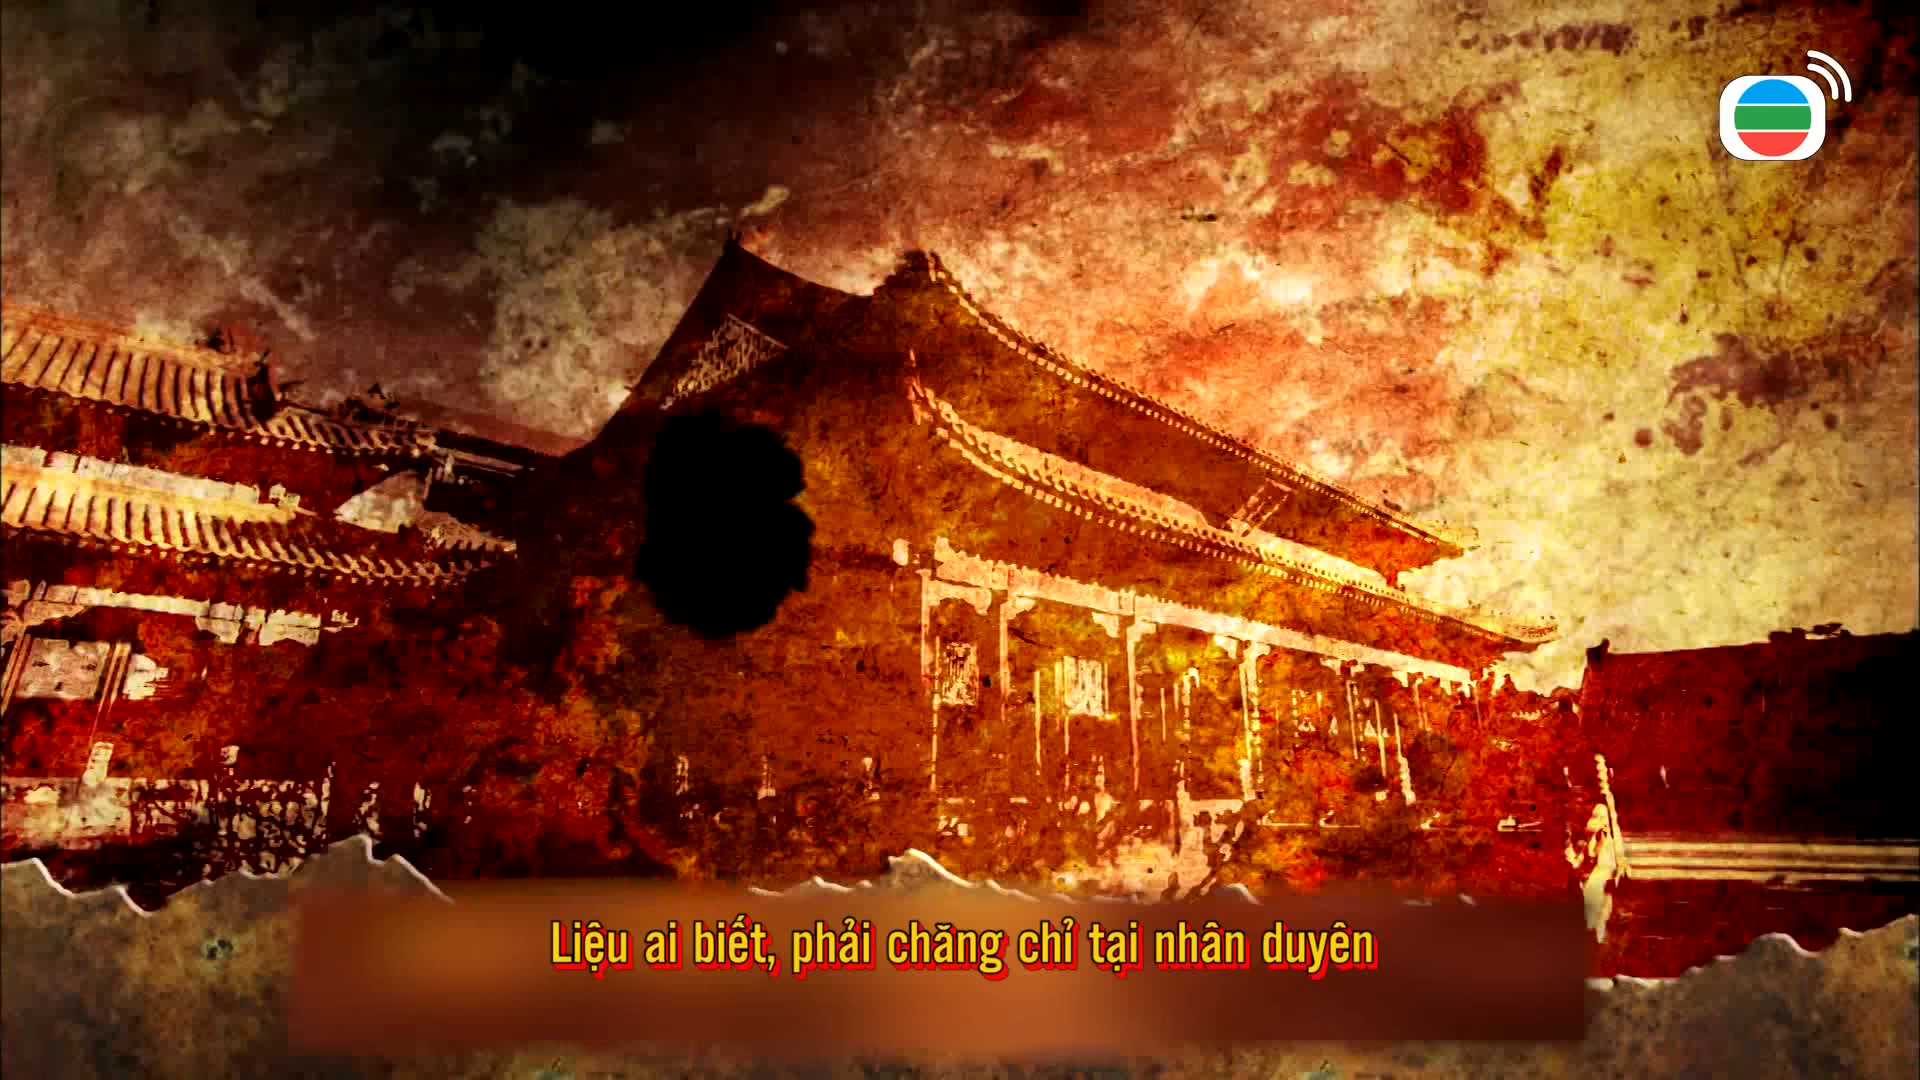 Liệu ai biết, phải chăng chỉ tại nhân duyên